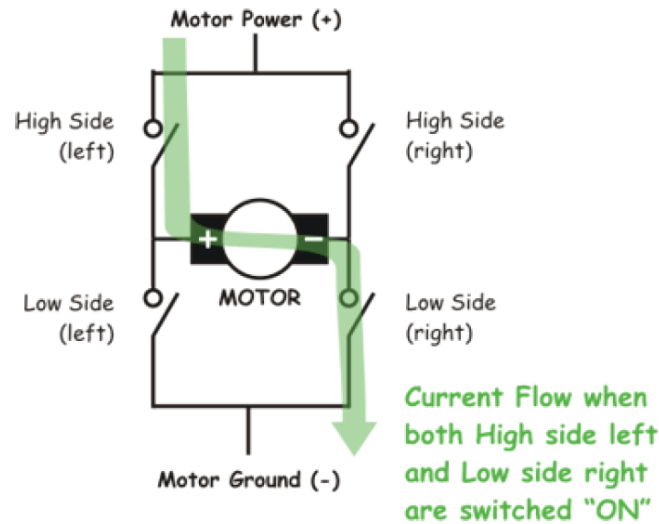 Motor Power (+)
High Side
(left)
High Side
(right)
+
-
MOTOR
Low Side
(left)
Low Side
(right)
Current Flow when
both High side left
and Low side right
are switched “ON”
Motor Ground (-)